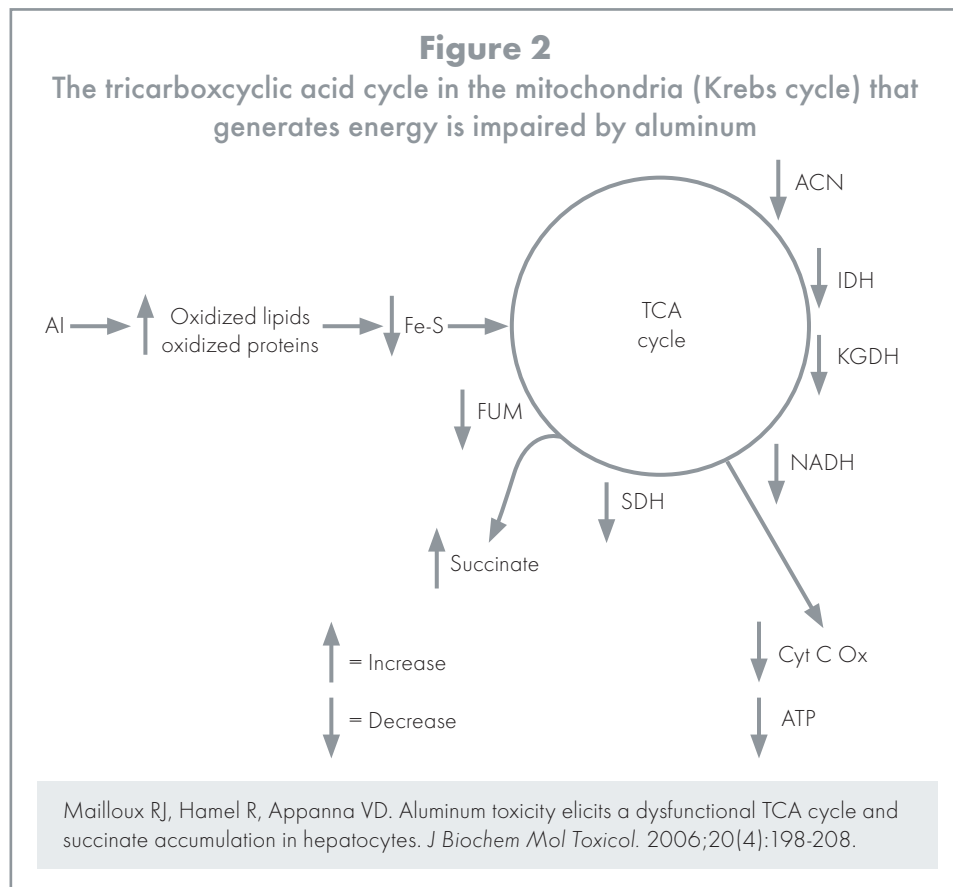 Figure 2
The tricarboxcyclic acid cycle in the mitochondria (Krebs cycle) that
generates energy is impaired by aluminum
ACN
IDH
TCA
cycle
Al
Oxidized lipids
oxidized proteins
Fe-S
KGDH
FUM
NADH
SDH
Succinate
= Increase
Cyt C Ox
= Decrease
ATP
Mailloux RJ, Hamel R, Appanna VD. Aluminum toxicity elicits a dysfunctional TCA cycle and
succinate accumulation in hepatocytes. J Biochem Mol Toxicol. 2006;20(4):198-208.